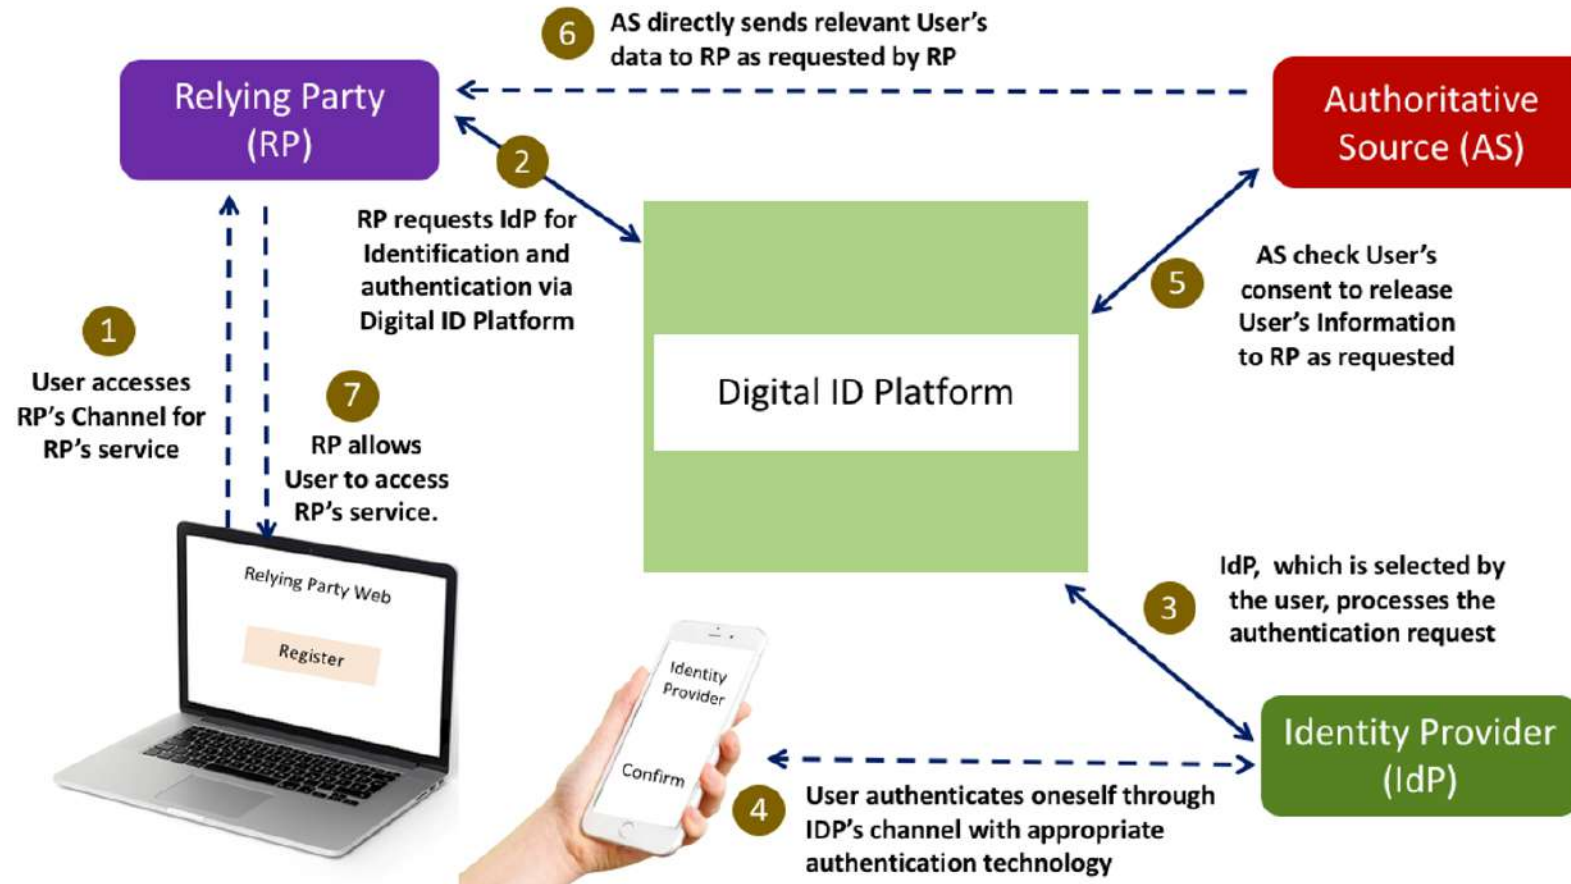 6
AS directly sends relevant User's
data to RP as requested by RP
Relying Party
(RP)
Authoritative
Source (AS)
2
RP requests IdP for
Identification and
authentication via
Digital ID Platform
5
AS check User's
consent to release
User's Information
to RP as requested
1
User accesses
RP's Channel for
RP's service
7
RP allows
User to access
RP's service.
Digital ID Platform
Relying Party Web
Register
3
IdP, which is selected by
the user, processes the
authentication request
Identity
Provider
Confirm
Identity Provider
(IdP)
4
User authenticates oneself through
IDP's channel with appropriate
authentication technology